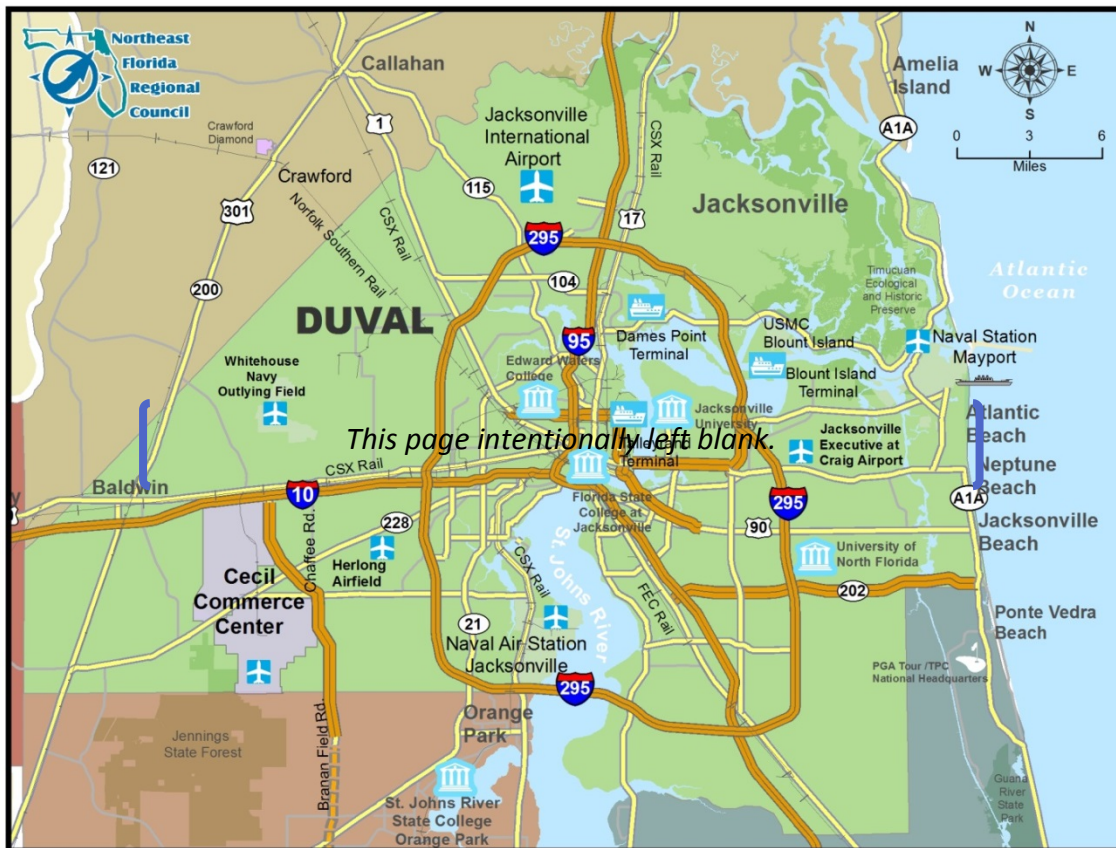 Northeast
Florida
Regional
Council
Callahan
Amelia
Island
N
W
E
S
0
3
6
Miles
A1A
1
Crawford
Diamond
121
Crawford
Jacksonville
International
Airport
CSX Rail
115
301
CSX Rail
Norfolk Southern Rail
17
Jacksonville
295
200
104
Timucuan
Ecological
and Historic
Preserve
Atlantic
Ocean
DUVAL
95
Dames Point
Terminal
USMC
Blount Island
Naval Station
Mayport
Whitehouse
Navy
Outlying Field
Edward Waters
College
Blount Island
Terminal
Jacksonville
University
Atlantic
Beach
This page intentionally left blank.
Jacksonville
Executive at
Craig Airport
Terminal
CSX Rail
Baldwin
Neptune
Beach
10
295
A1A
Florida State
College at
Jacksonville
228
90
Jacksonville
Beach
Chaffee Rd.
Herlong
Airfield
CSX Rail
St. Johns River
University of
North Florida
Cecil
Commerce
Center
202
FEC Rail
21
Ponte Vedra
Beach
Naval Air Station
Jacksonville
PGA Tour /TPC
National Headquarters
295
Orange
Park
Jennings
State Forest
Branan Field Rd.
Guana
River
State
Park
St. Johns River
State College
Orange Park